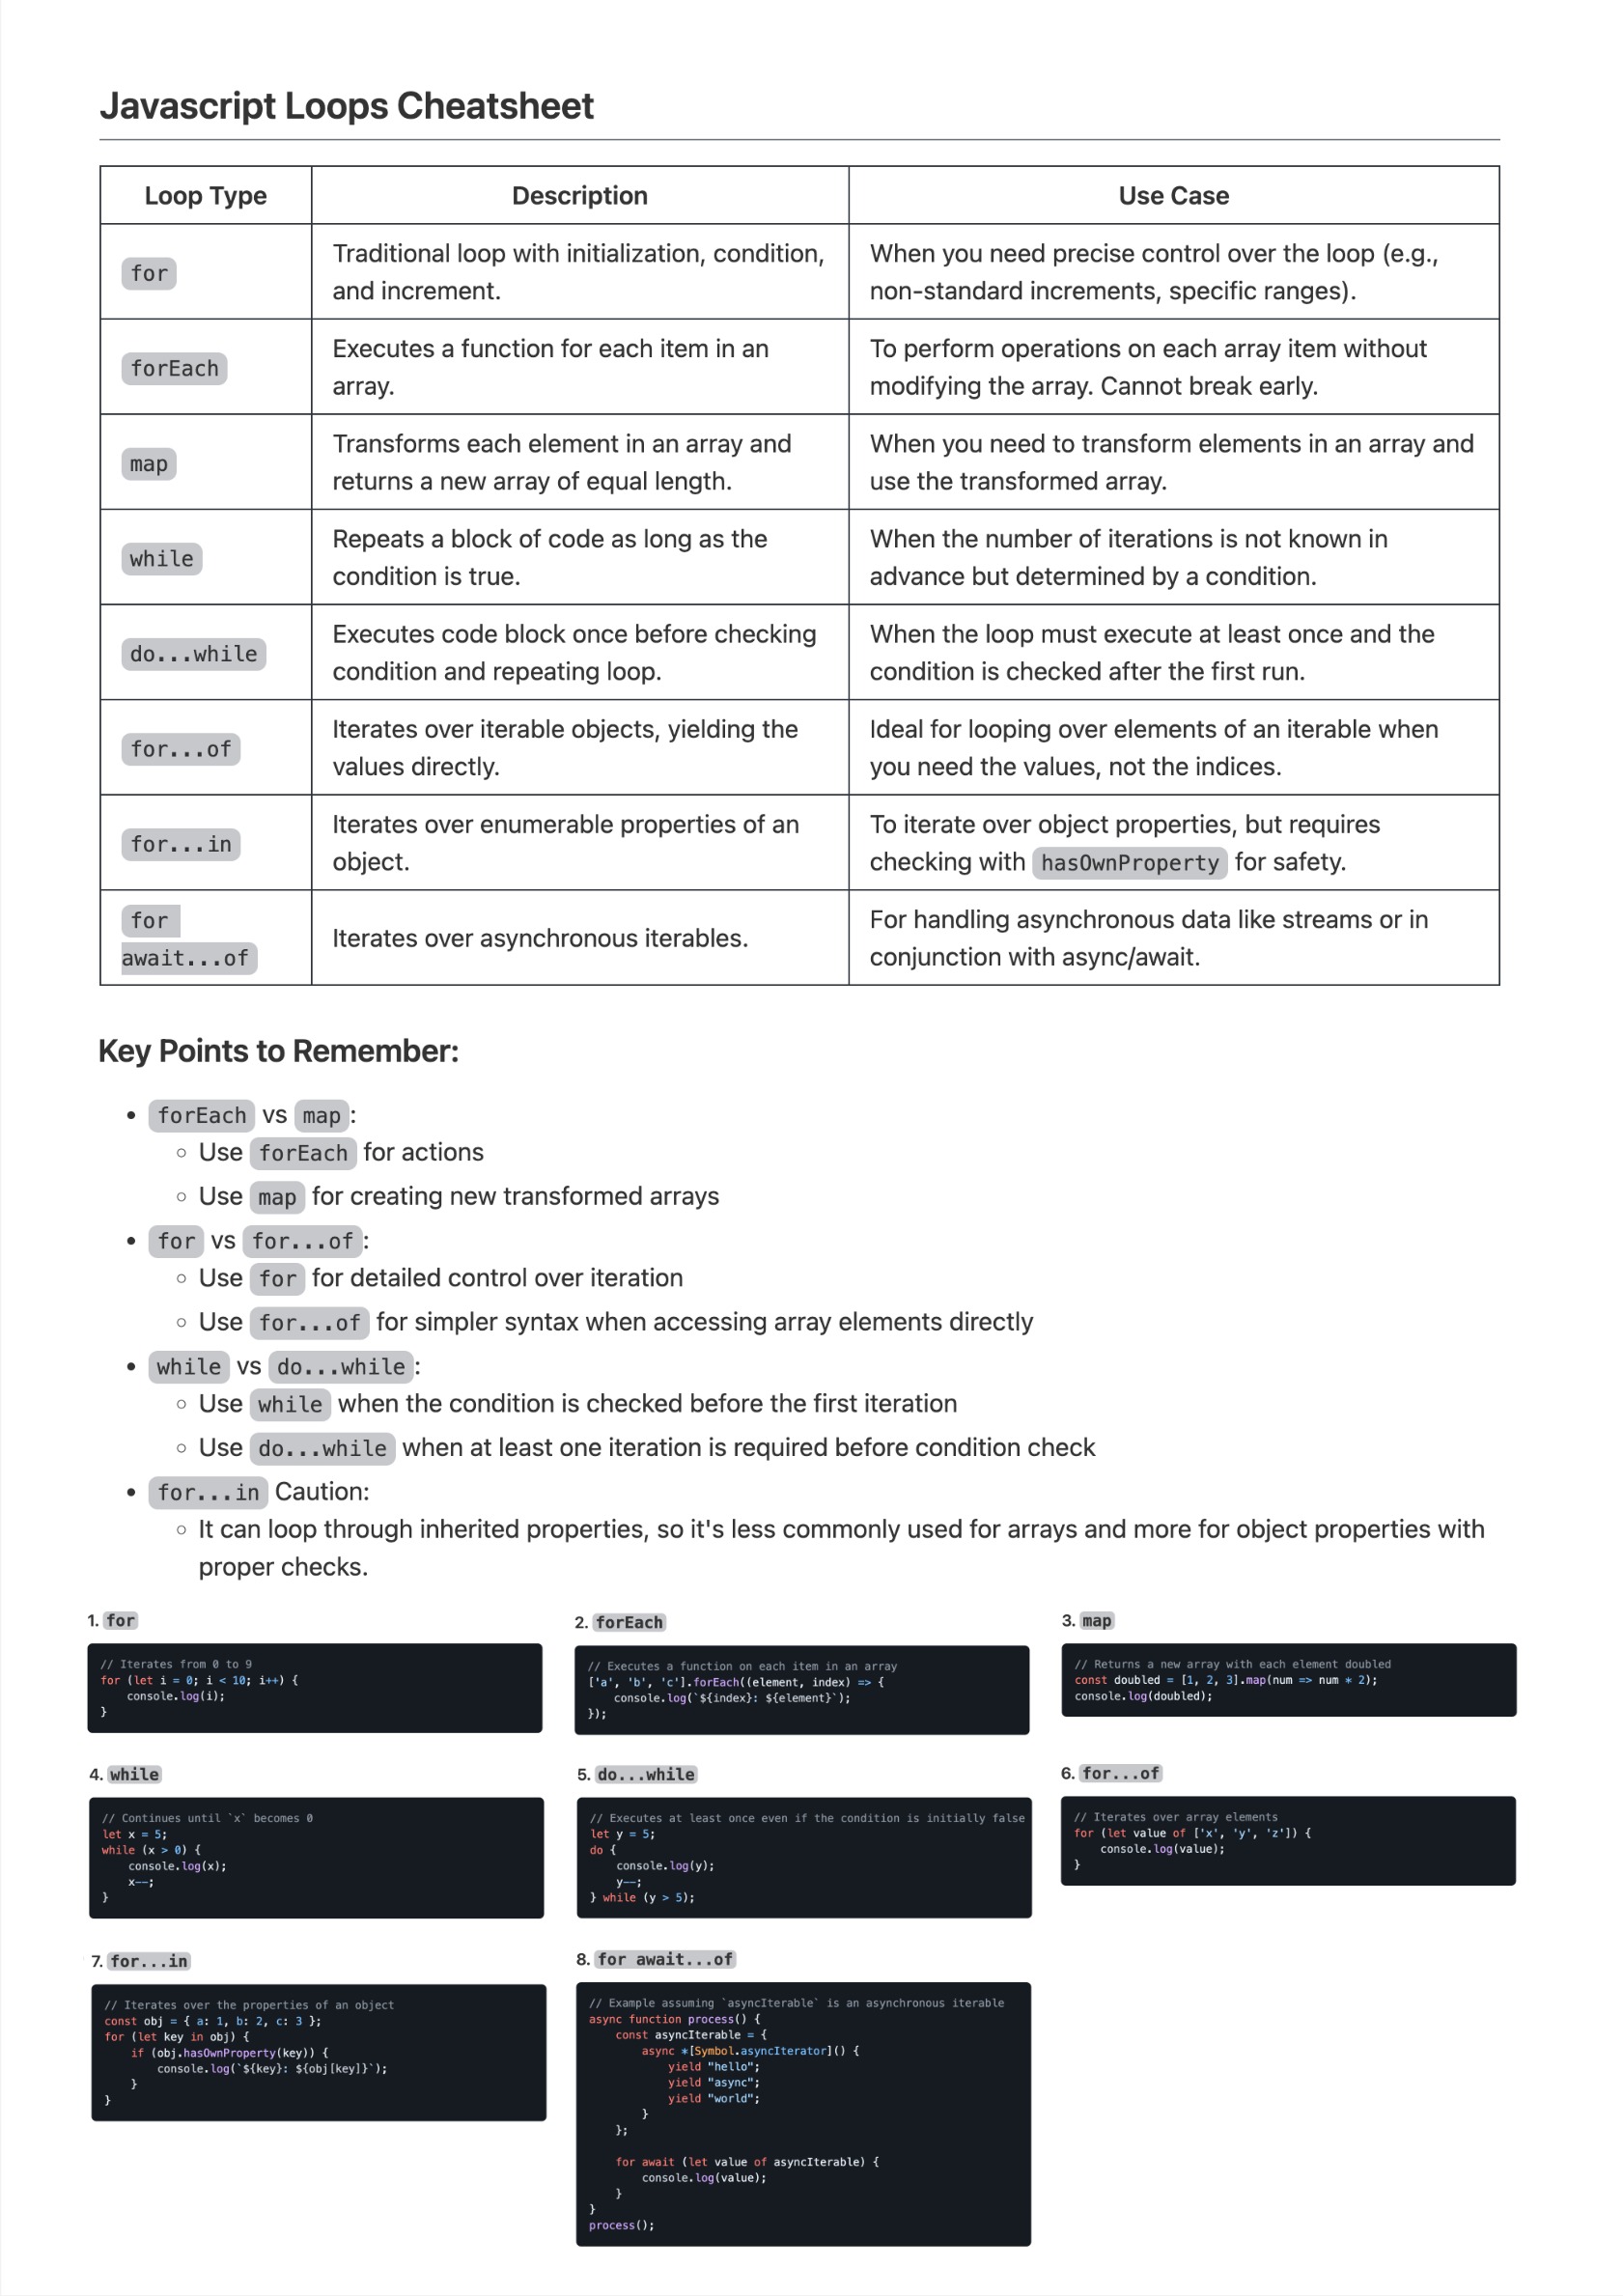 Javascript Loops Cheatsheet
Loop Type
Description
Use Case
for
Traditional loop with initialization, condition,
and increment.
When you need precise control over the loop (e.g.,
non-standard increments, specific ranges).
forEach
Executes a function for each item in an
array.
To perform operations on each array item without
modifying the array. Cannot break early.
map
Transforms each element in an array and
returns a new array of equal length.
When you need to transform elements in an array and
use the transformed array.
while
Repeats a block of code as long as the
condition is true.
When the number of iterations is not known in
advance but determined by a condition.
do...while
Executes code block once before checking
condition and repeating loop.
When the loop must execute at least once and the
condition is checked after the first run.
for...of
Iterates over iterable objects, yielding the
values directly.
Ideal for looping over elements of an iterable when
you need the values, not the indices.
for...in
Iterates over enumerable properties of an
object.
To iterate over object properties, but requires
checking with hasOwnProperty for safety.
for
await...of
Iterates over asynchronous iterables.
For handling asynchronous data like streams or in
conjunction with async/await.
Key Points to Remember:
• forEach vs map:
◦ Use forEach for actions
◦ Use map for creating new transformed arrays
• for vs for...of:
◦ Use for for detailed control over iteration
◦ Use for...of for simpler syntax when accessing array elements directly
• while vs do...while:
◦ Use while when the condition is checked before the first iteration
◦ Use do...while when at least one iteration is required before condition check
• for...in Caution:
◦ It can loop through inherited properties, so it's less commonly used for arrays and more for object properties with
proper checks.
1. for
// Iterates from 0 to 9
for (let i = 0; i < 10; i++) {
    console.log(i);
}
2. forEach
// Executes a function on each item in an array
['a', 'b', 'c'].forEach((element, index) => {
    console.log(`${index}: ${element}`);
});
3. map
// Returns a new array with each element doubled
const doubled = [1, 2, 3].map(num => num * 2);
console.log(doubled);
4. while
// Continues until `x` becomes 0
let x = 5;
while (x > 0) {
    console.log(x);
    x--;
}
5. do...while
// Executes at least once even if the condition is initially false
let y = 5;
do {
    console.log(y);
    y--;
} while (y > 5);
6. for...of
// Iterates over array elements
for (let value of ['x', 'y', 'z']) {
    console.log(value);
}
7. for...in
// Iterates over the properties of an object
const obj = { a: 1, b: 2, c: 3 };
for (let key in obj) {
    if (obj.hasOwnProperty(key)) {
        console.log(`${key}: ${obj[key]}`);
    }
}
8. for await...of
// Example assuming `asyncIterable` is an asynchronous iterable
async function process() {
    const asyncIterable = {
        async *[Symbol.asyncIterator]() {
            yield "hello";
            yield "async";
            yield "world";
        }
    };
    for await (let value of asyncIterable) {
        console.log(value);
    }
}
process();